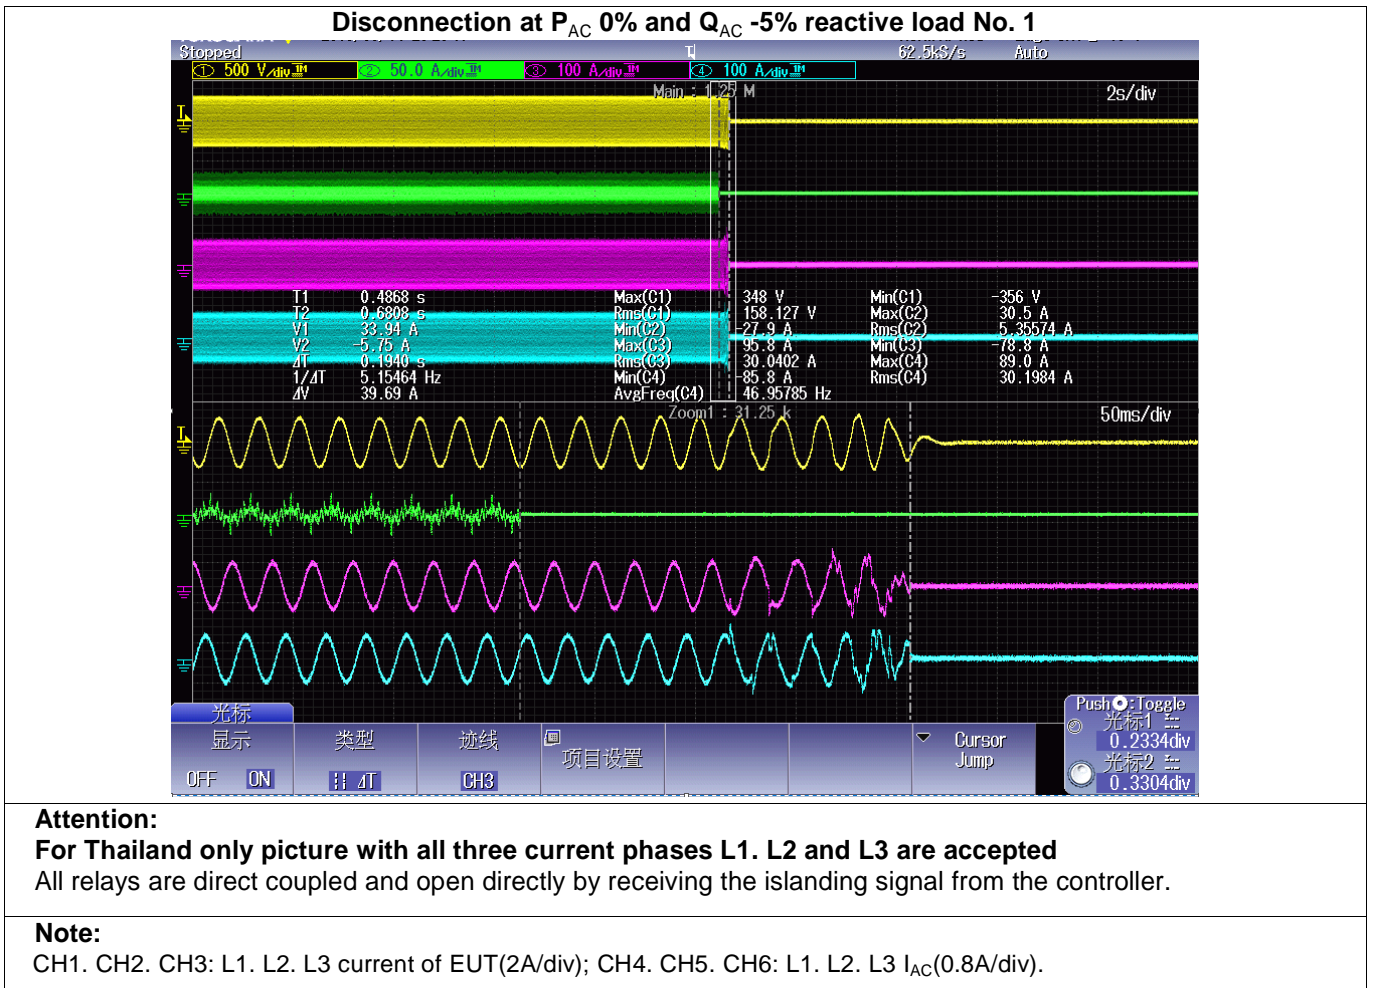 Disconnection at PAC 0% and QAC -5% reactive load No. 1
Stopped 62.5kS/s Auto
① 500 V/div 1M ② 50.0 A/div 1M ③ 100 A/div 1M ④ 100 A/div 1M
Main : 1.25 M 2s/div
T1 0.4868 s Max(C1) 348 V Min(C1) -356 V
T2 0.6808 s Rms(C1) 158.127 V Max(C2) 30.5 A
V1 33.94 A Min(C2) -27.9 A Rms(C2) 5.35574 A
V2 -5.75 A Max(C3) 95.8 A Min(C3) -78.8 A
ΔT 0.1940 s Rms(C3) 30.0402 A Max(C4) 89.0 A
1/ΔT 5.15464 Hz Min(C4) -85.8 A Rms(C4) 30.1984 A
ΔV 39.69 A AvgFreq(C4) 46.95785 Hz
Zoom1 : 31.25 k 50ms/div
光标
显示 类型 迹线 项目设置 Cursor Jump
OFF ON ΔT CH3
Push :Toggle
光标1
0.2334div
光标2
0.3304div
Attention:
For Thailand only picture with all three current phases L1. L2 and L3 are accepted
All relays are direct coupled and open directly by receiving the islanding signal from the controller.
Note:
CH1. CH2. CH3: L1. L2. L3 current of EUT(2A/div); CH4. CH5. CH6: L1. L2. L3 IAC(0.8A/div).